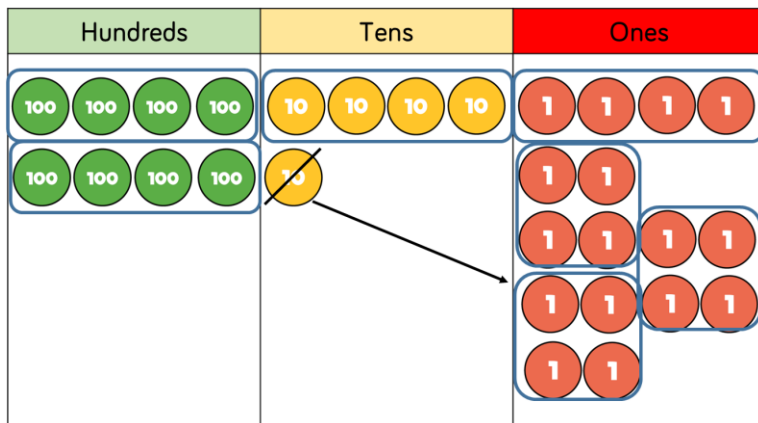 Hundreds Tens Ones
100 100 100 100 10 10 10 10 1 1 1 1
100 100 100 100 10 1 1
1 1 1 1
1 1 1 1
1 1